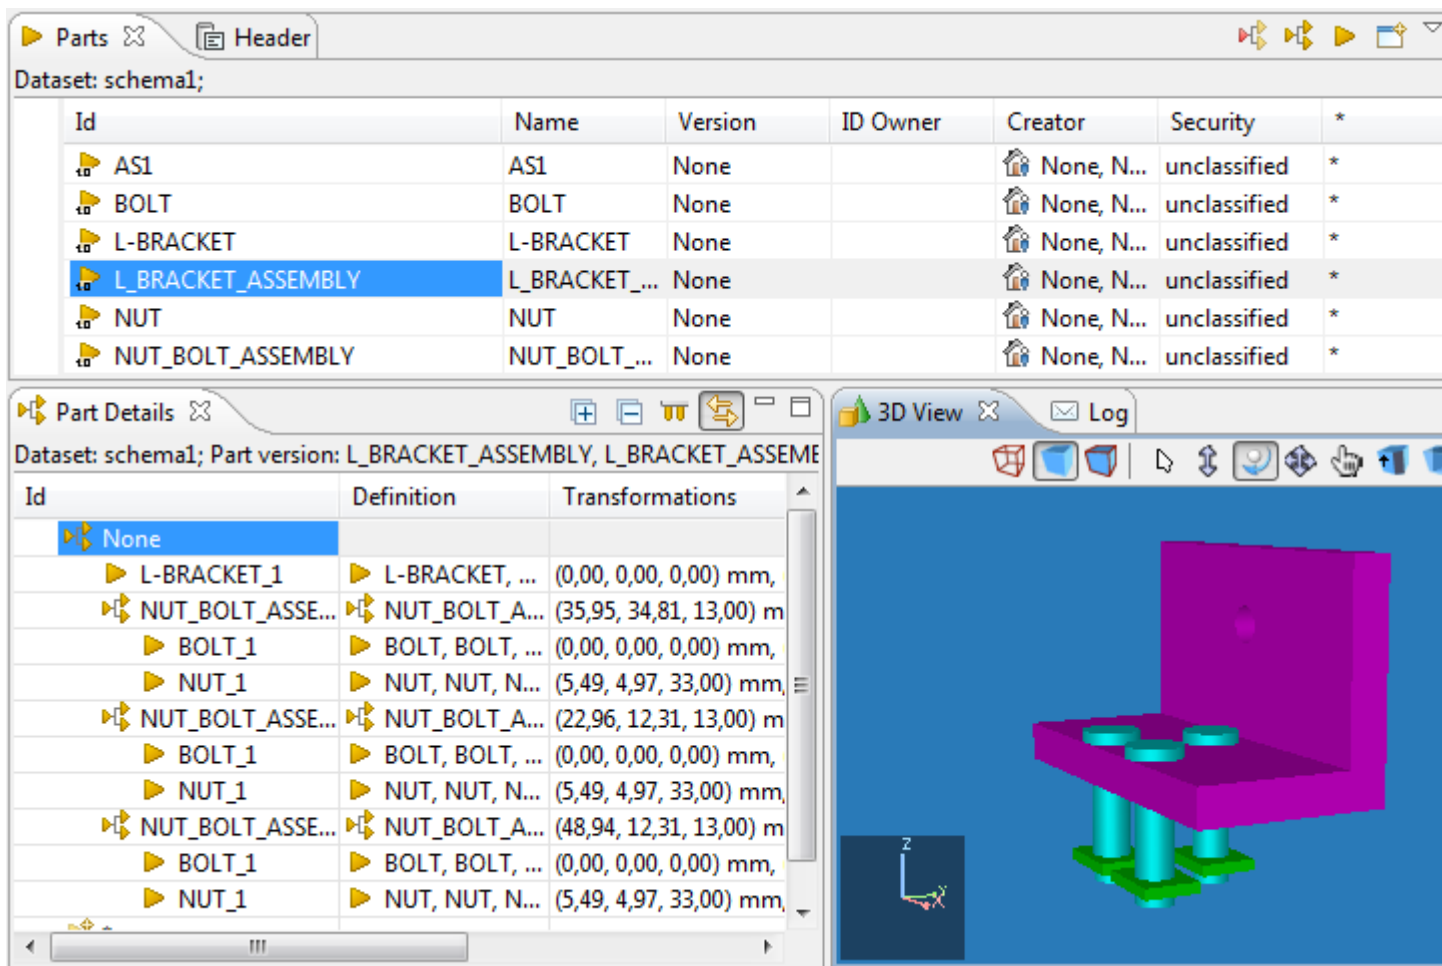 Parts Header
Dataset: schema1;
Id Name Version ID Owner Creator Security *
AS1 AS1 None None, N... unclassified *
BOLT BOLT None None, N... unclassified *
L-BRACKET L-BRACKET None None, N... unclassified *
L_BRACKET_ASSEMBLY L_BRACKET_... None None, N... unclassified *
NUT NUT None None, N... unclassified *
NUT_BOLT_ASSEMBLY NUT_BOLT_... None None, N... unclassified *
Part Details
Dataset: schema1; Part version: L_BRACKET_ASSEMBLY, L_BRACKET_ASSEME
Id Definition Transformations
None
L-BRACKET_1 L-BRACKET, ... (0,00, 0,00, 0,00) mm,
NUT_BOLT_ASSE... NUT_BOLT_A... (35,95, 34,81, 13,00) m
BOLT_1 BOLT, BOLT, ... (0,00, 0,00, 0,00) mm,
NUT_1 NUT, NUT, N... (5,49, 4,97, 33,00) mm,
NUT_BOLT_ASSE... NUT_BOLT_A... (22,96, 12,31, 13,00) m
BOLT_1 BOLT, BOLT, ... (0,00, 0,00, 0,00) mm,
NUT_1 NUT, NUT, N... (5,49, 4,97, 33,00) mm,
NUT_BOLT_ASSE... NUT_BOLT_A... (48,94, 12,31, 13,00) m
BOLT_1 BOLT, BOLT, ... (0,00, 0,00, 0,00) mm,
NUT_1 NUT, NUT, N... (5,49, 4,97, 33,00) mm,
3D View Log
Z
Y
X